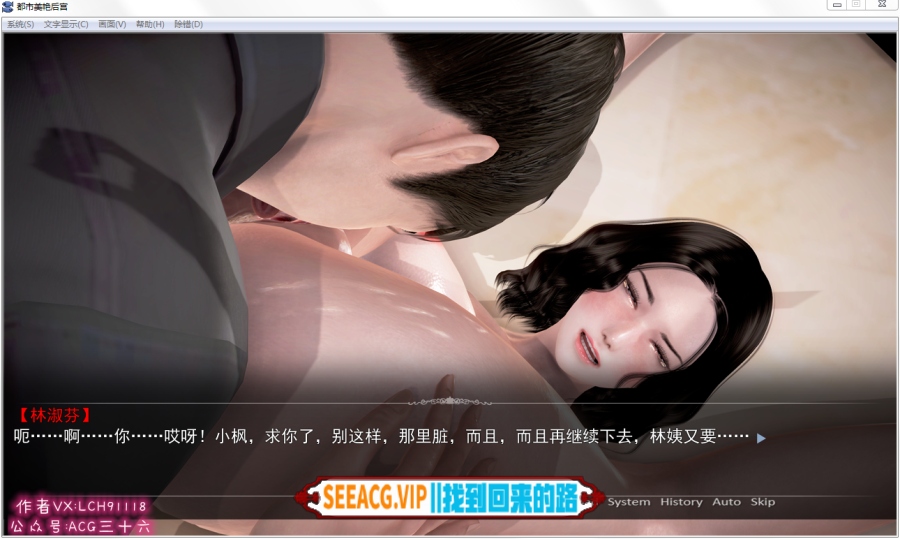 都市美艳后宫
系统(S) 文字显示(C) 画面(V) 帮助(H) 除错(D)
【林淑芬】
呃……啊……你……哎呀！小枫，求你了，别这样，那里脏，而且，而且再继续下去，林姨又要……
SEEACG.VIP ||找到回来的路
System History Auto Skip
作者VX:LCH91118
公众号:ACG三十六